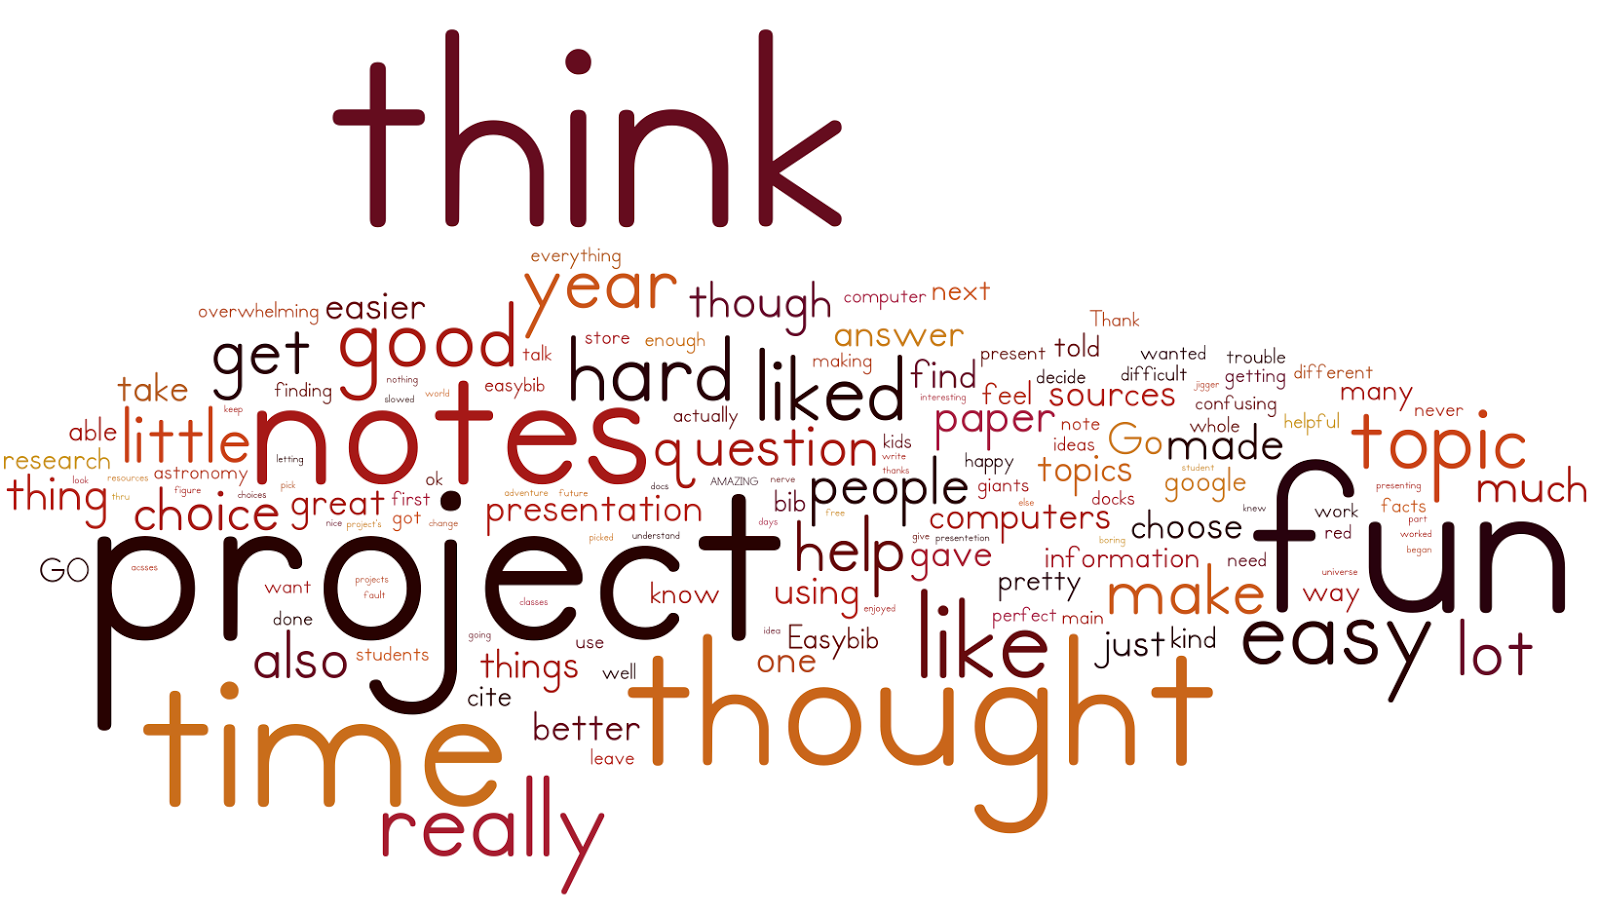 think
everything
year
though
computer
next
overwhelming
easier
good
Thank
get
store
enough
answer
talk
hard
liked
making
find
present
told
wanted
trouble
take
finding
nothing
slowed
world
easybib
interesting
feel
decide
difficult
sources
jigger
getting
different
confusing
many
never
keep
able
little
notes
actually
question
kids
write
paper
note
ideas
Go
made
whole
helpful
topic
research
look
resources
astronomy
letting
thanks
happy
topics
student
google
thing
thru
figure
choices
pick
ok
great
first
adventure
future
docs
AMAZING
nerve
bib
people
giants
else
docks
presenting
much
choice
nice
project's
got
change
presentation
days
free
computers
choose
knew
work
red
facts
part
worked
began
fun
GO
acsses
project
picked
understand
help
give
presentetion
gave
boring
information
need
universe
want
projects
fault
classes
know
using
enjoyed
pretty
perfect
main
make
way
done
going
use
idea
Easybib
like
just
kind
easy
lot
also
students
things
well
one
cite
time
better
thought
leave
really